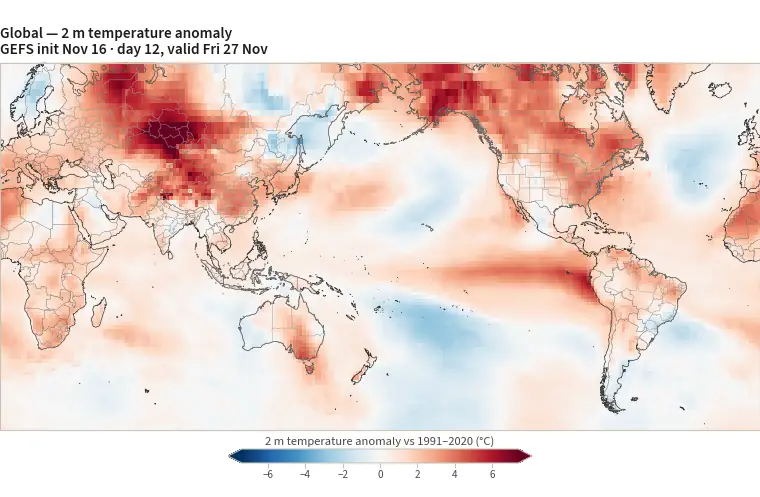 Global — 2 m temperature anomaly
GEFS init Nov 16 · day 12, valid Fri 27 Nov
2 m temperature anomaly vs 1991–2020 (°C)
−6 −4 −2 0 2 4 6